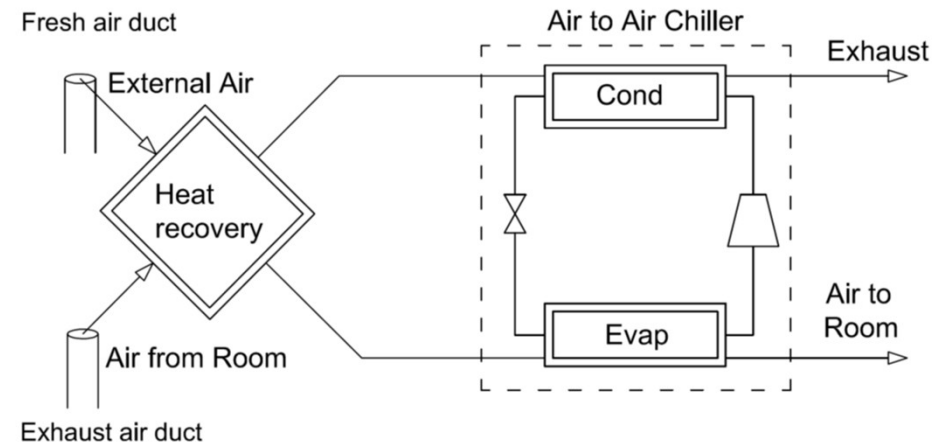 Fresh air duct
Air to Air Chiller
Exhaust
External Air
Cond
Heat
recovery
Air to
Room
Evap
Air from Room
Exhaust air duct